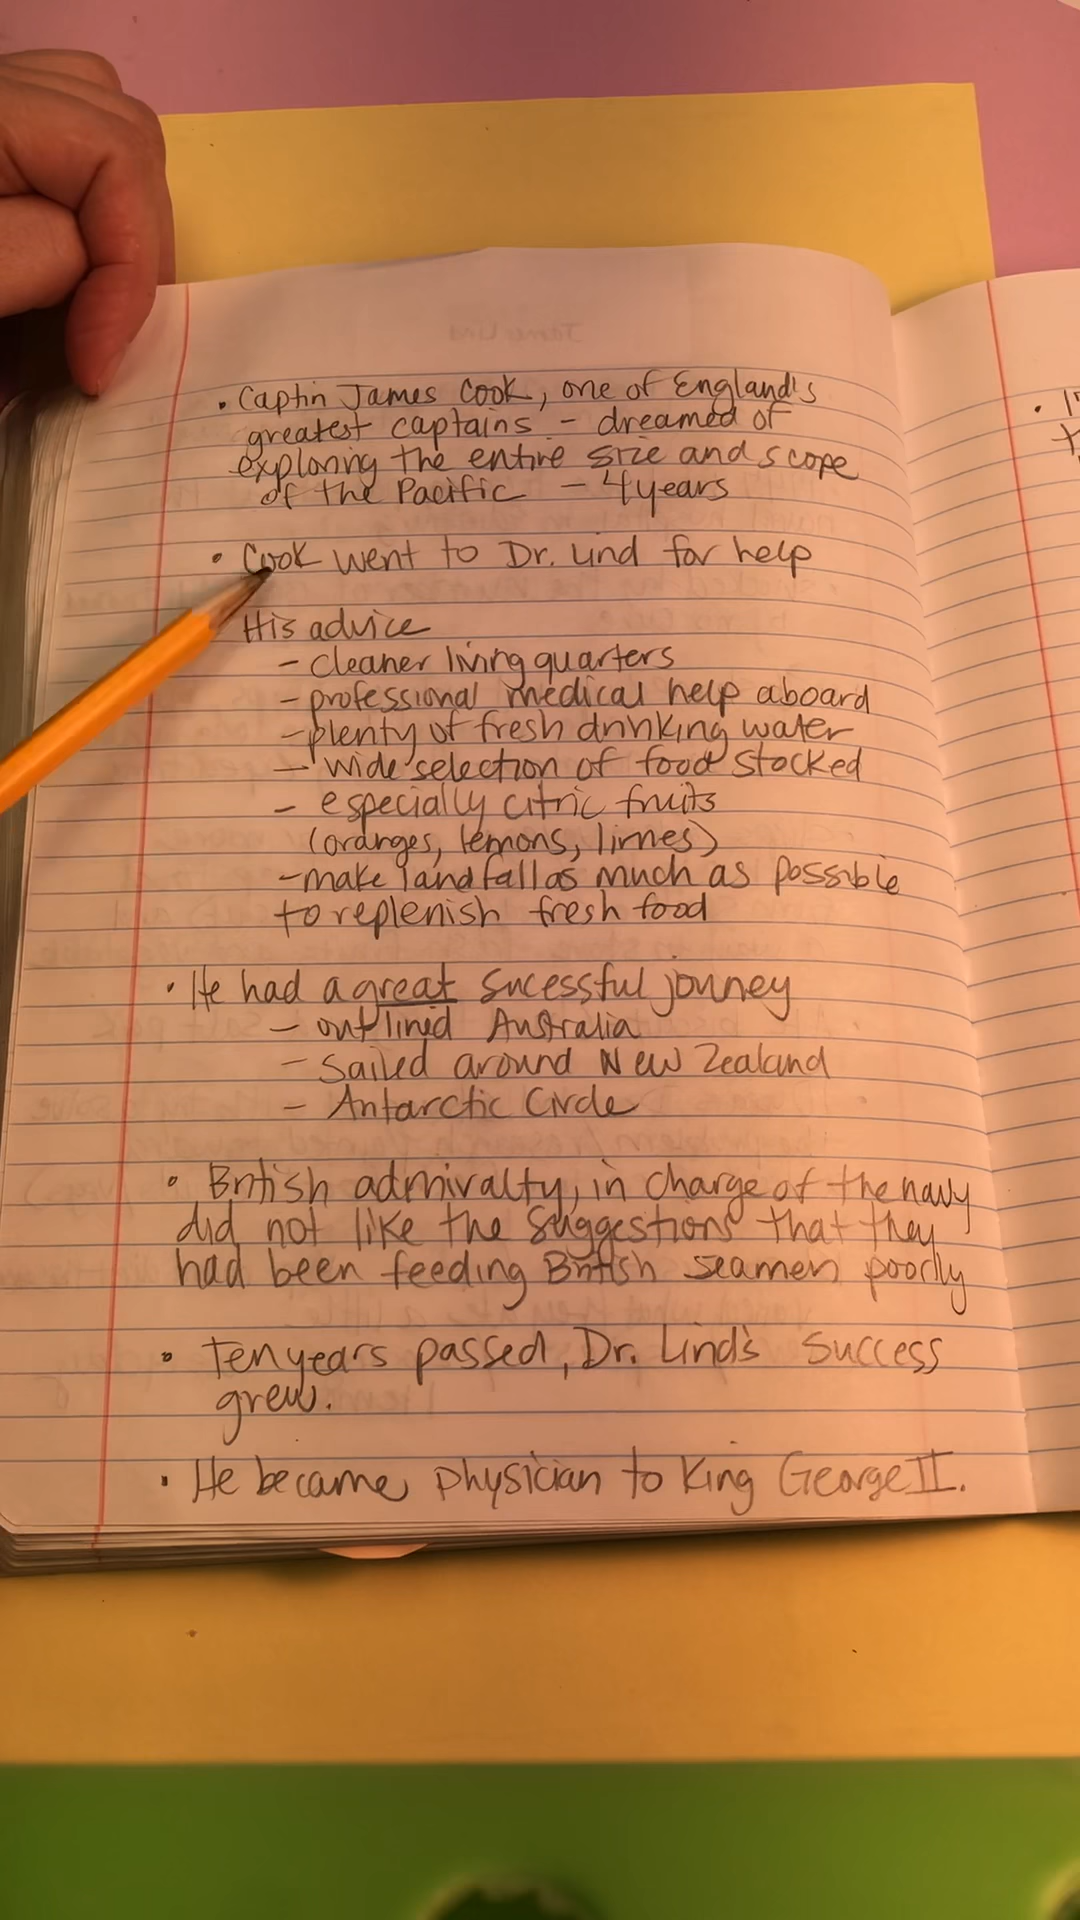 • Captin James Cook, one of England's
greatest captains - dreamed of
exploring the entire size and scope
of the Pacific - 4 years
• Cook went to Dr. Lind for help
His advice
- cleaner living quarters
- professional medical help aboard
- plenty of fresh drinking water
- wide selection of food stocked
- especially citric fruits
(oranges, lemons, limes)
- make landfall as much as possible
to replenish fresh food
• He had a great sucessful jouney
- outlined Australia
- Sailed around New Zealand
- Antarctic Circle
• British admiralty, in charge of the navy
did not like the suggestions that they
had been feeding British seamen poorly
• Ten years passed, Dr. Lind's success
grew.
• He became physician to King George II.